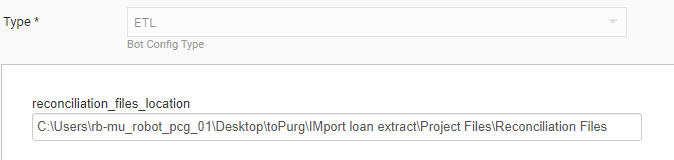 Type *
ETL
Bot Config Type
reconciliation_files_location
C:\Users\rb-mu_robot_pcg_01\Desktop\toPurg\IMport loan extract\Project Files\Reconciliation Files